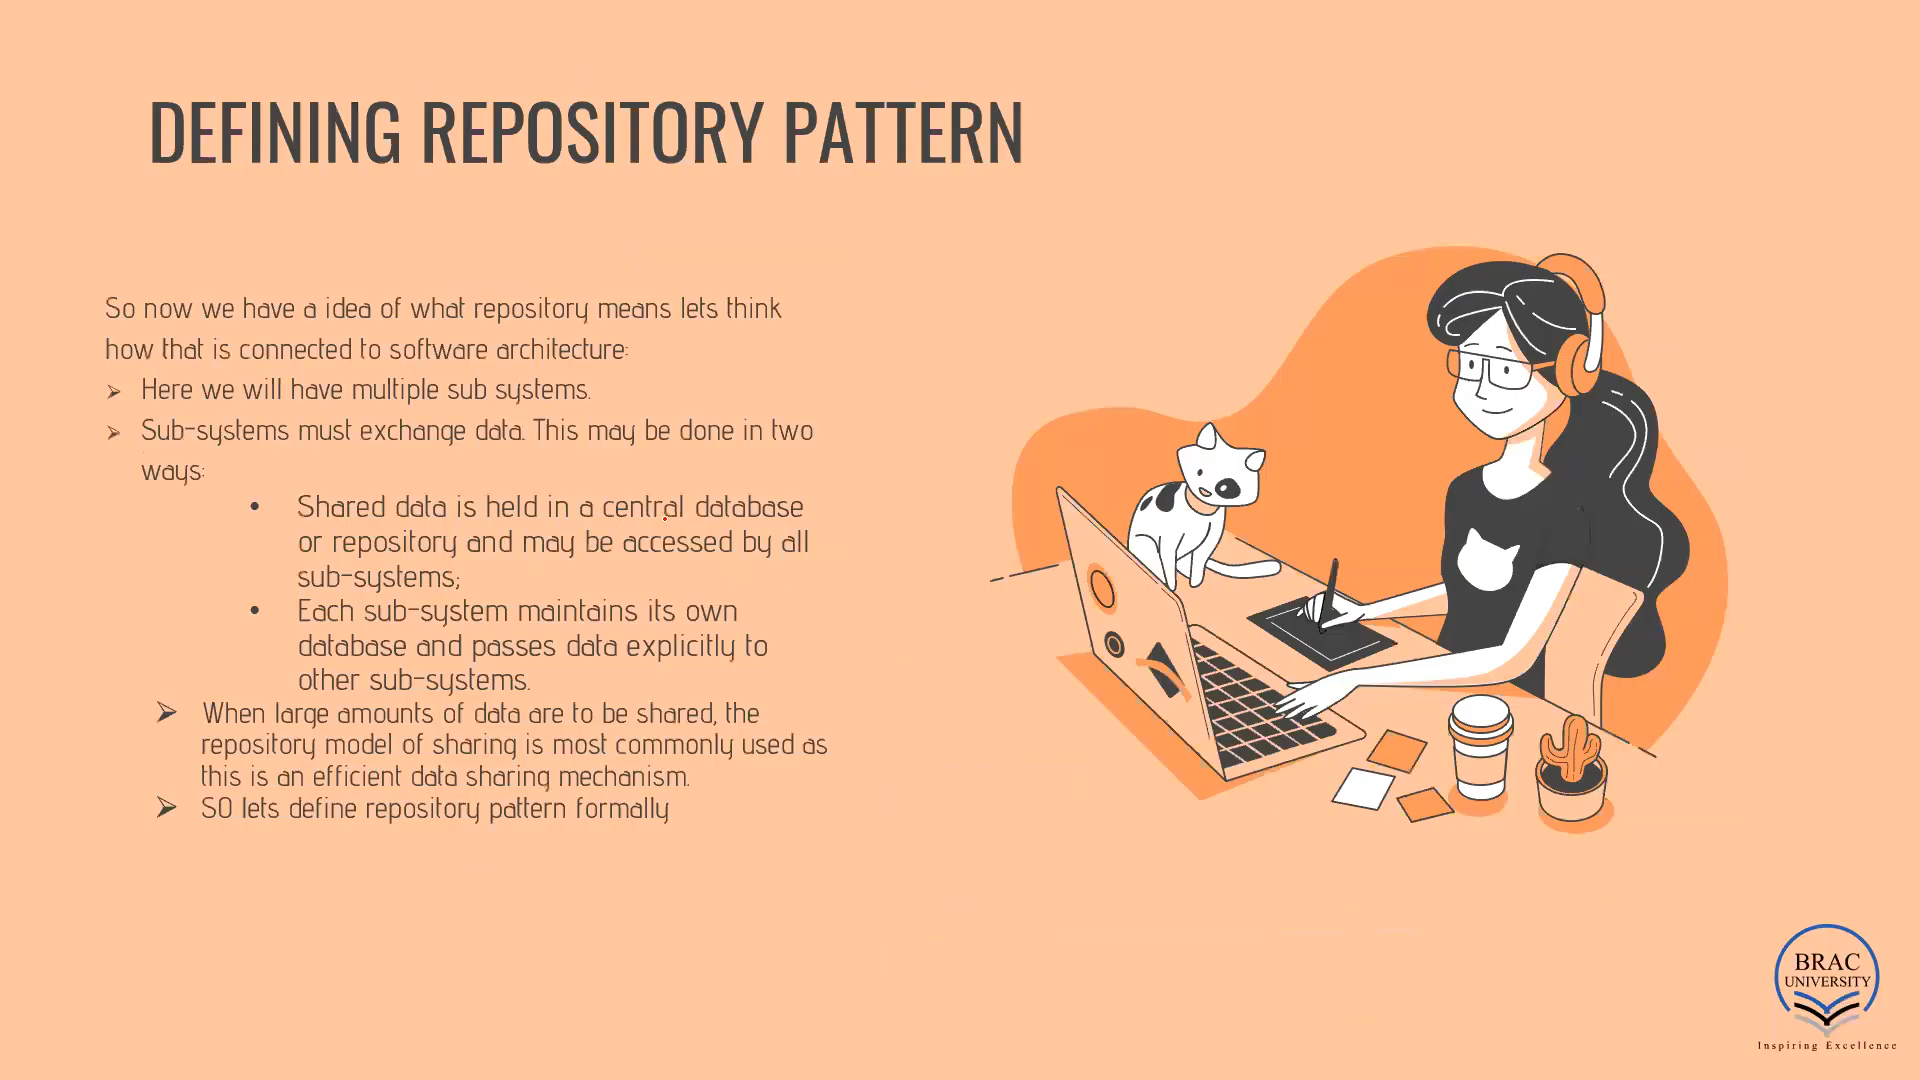 DEFINING REPOSITORY PATTERN
So now we have a idea of what repository means lets think
how that is connected to software architecture:
➢ Here we will have multiple sub systems.
➢ Sub-systems must exchange data. This may be done in two
ways:
• Shared data is held in a central database
or repository and may be accessed by all
sub-systems;
• Each sub-system maintains its own
database and passes data explicitly to
other sub-systems.
➢ When large amounts of data are to be shared, the
repository model of sharing is most commonly used as
this is an efficient data sharing mechanism.
➢ SO lets define repository pattern formally
BRAC
UNIVERSITY
Inspiring Excellence